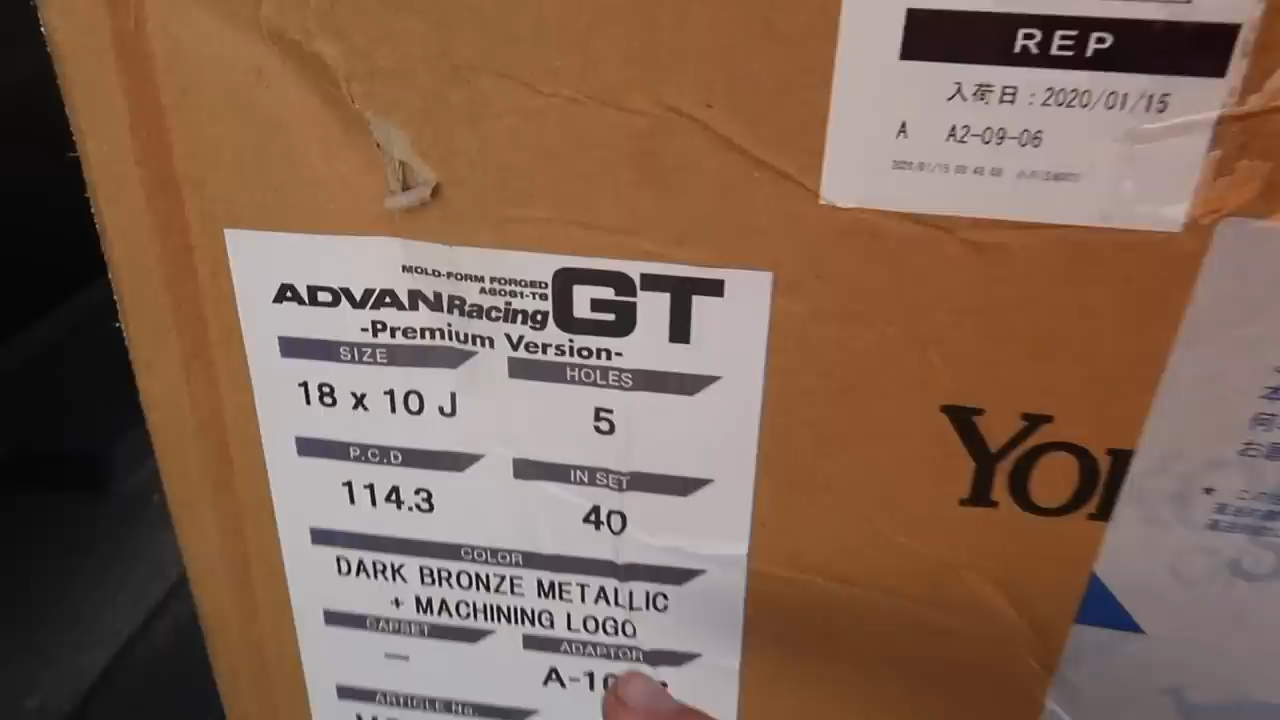 REP
入荷日：2020/01/15
A A2-09-06
MOLD-FORM FORGED
A6061-T6
ADVAN Racing GT
-Premium Version-
SIZE
18 x 10 J
HOLES
5
P.C.D
114.3
IN SET
40
COLOR
DARK BRONZE METALLIC
+ MACHINING LOGO
CAPSET
-
ADAPTOR
ARTICLE No.